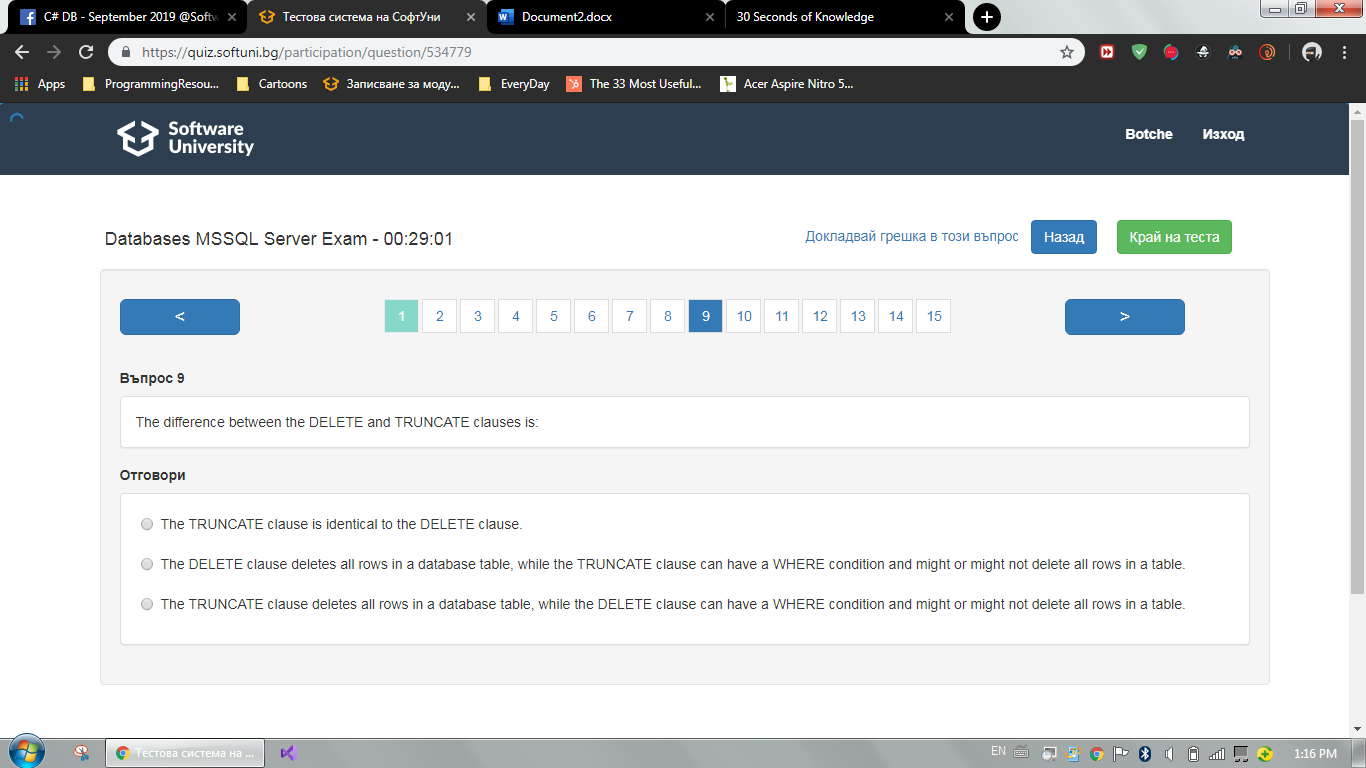 C# DB - September 2019 @Softw
Тестова система на СофтУни
Document2.docx
30 Seconds of Knowledge
https://quiz.softuni.bg/participation/question/534779
Apps
ProgrammingResou...
Cartoons
Записване за моду...
EveryDay
The 33 Most Useful...
Acer Aspire Nitro 5...
Software
University
Botche
Изход
Databases MSSQL Server Exam - 00:29:01
Докладвай грешка в този въпрос
Назад
Край на теста
<
1 2 3 4 5 6 7 8 9 10 11 12 13 14 15
>
Въпрос 9
The difference between the DELETE and TRUNCATE clauses is:
Отговори
The TRUNCATE clause is identical to the DELETE clause.
The DELETE clause deletes all rows in a database table, while the TRUNCATE clause can have a WHERE condition and might or might not delete all rows in a table.
The TRUNCATE clause deletes all rows in a database table, while the DELETE clause can have a WHERE condition and might or might not delete all rows in a table.
Тестова система на ...
EN
1:16 PM